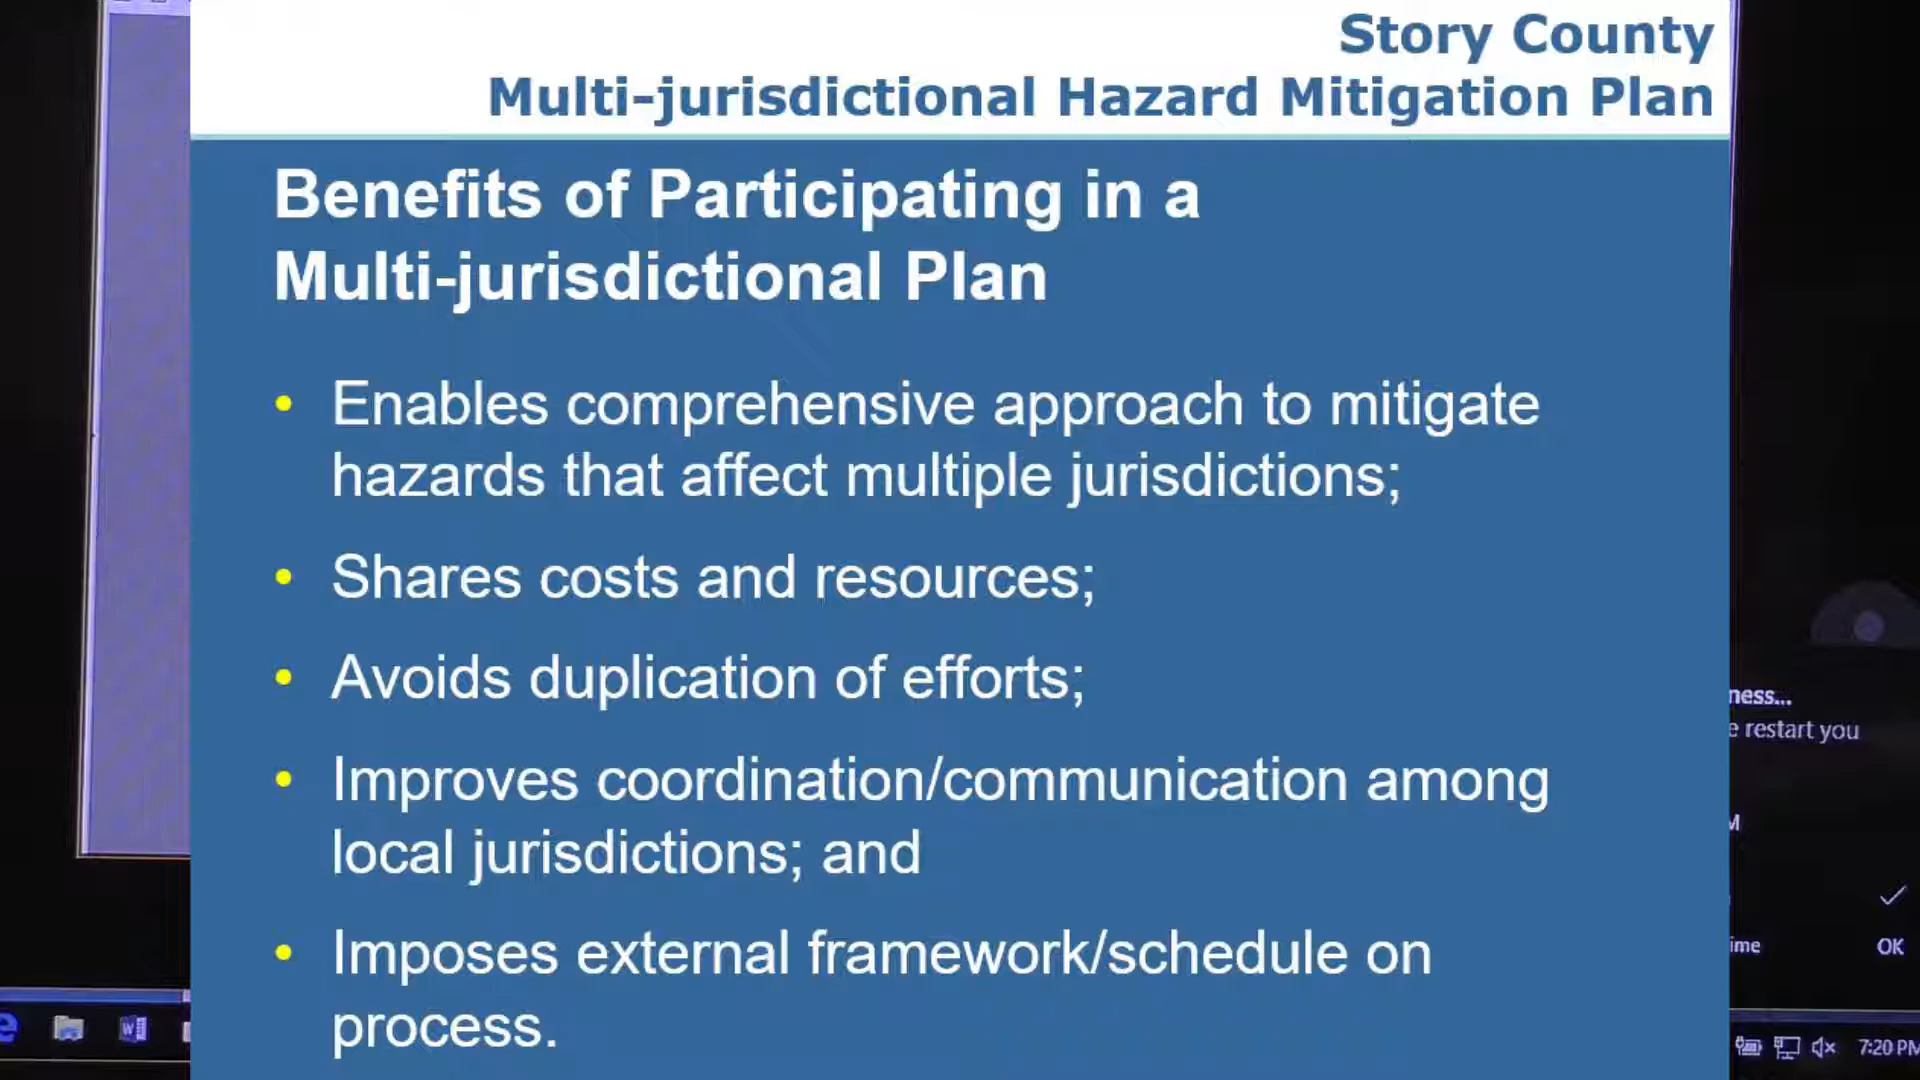 Story County
Multi-jurisdictional Hazard Mitigation Plan
Benefits of Participating in a
Multi-jurisdictional Plan
• Enables comprehensive approach to mitigate
hazards that affect multiple jurisdictions;
• Shares costs and resources;
• Avoids duplication of efforts;
• Improves coordination/communication among
local jurisdictions; and
• Imposes external framework/schedule on
process.
ness...
e restart you
M
ime
OK
7:20 PM